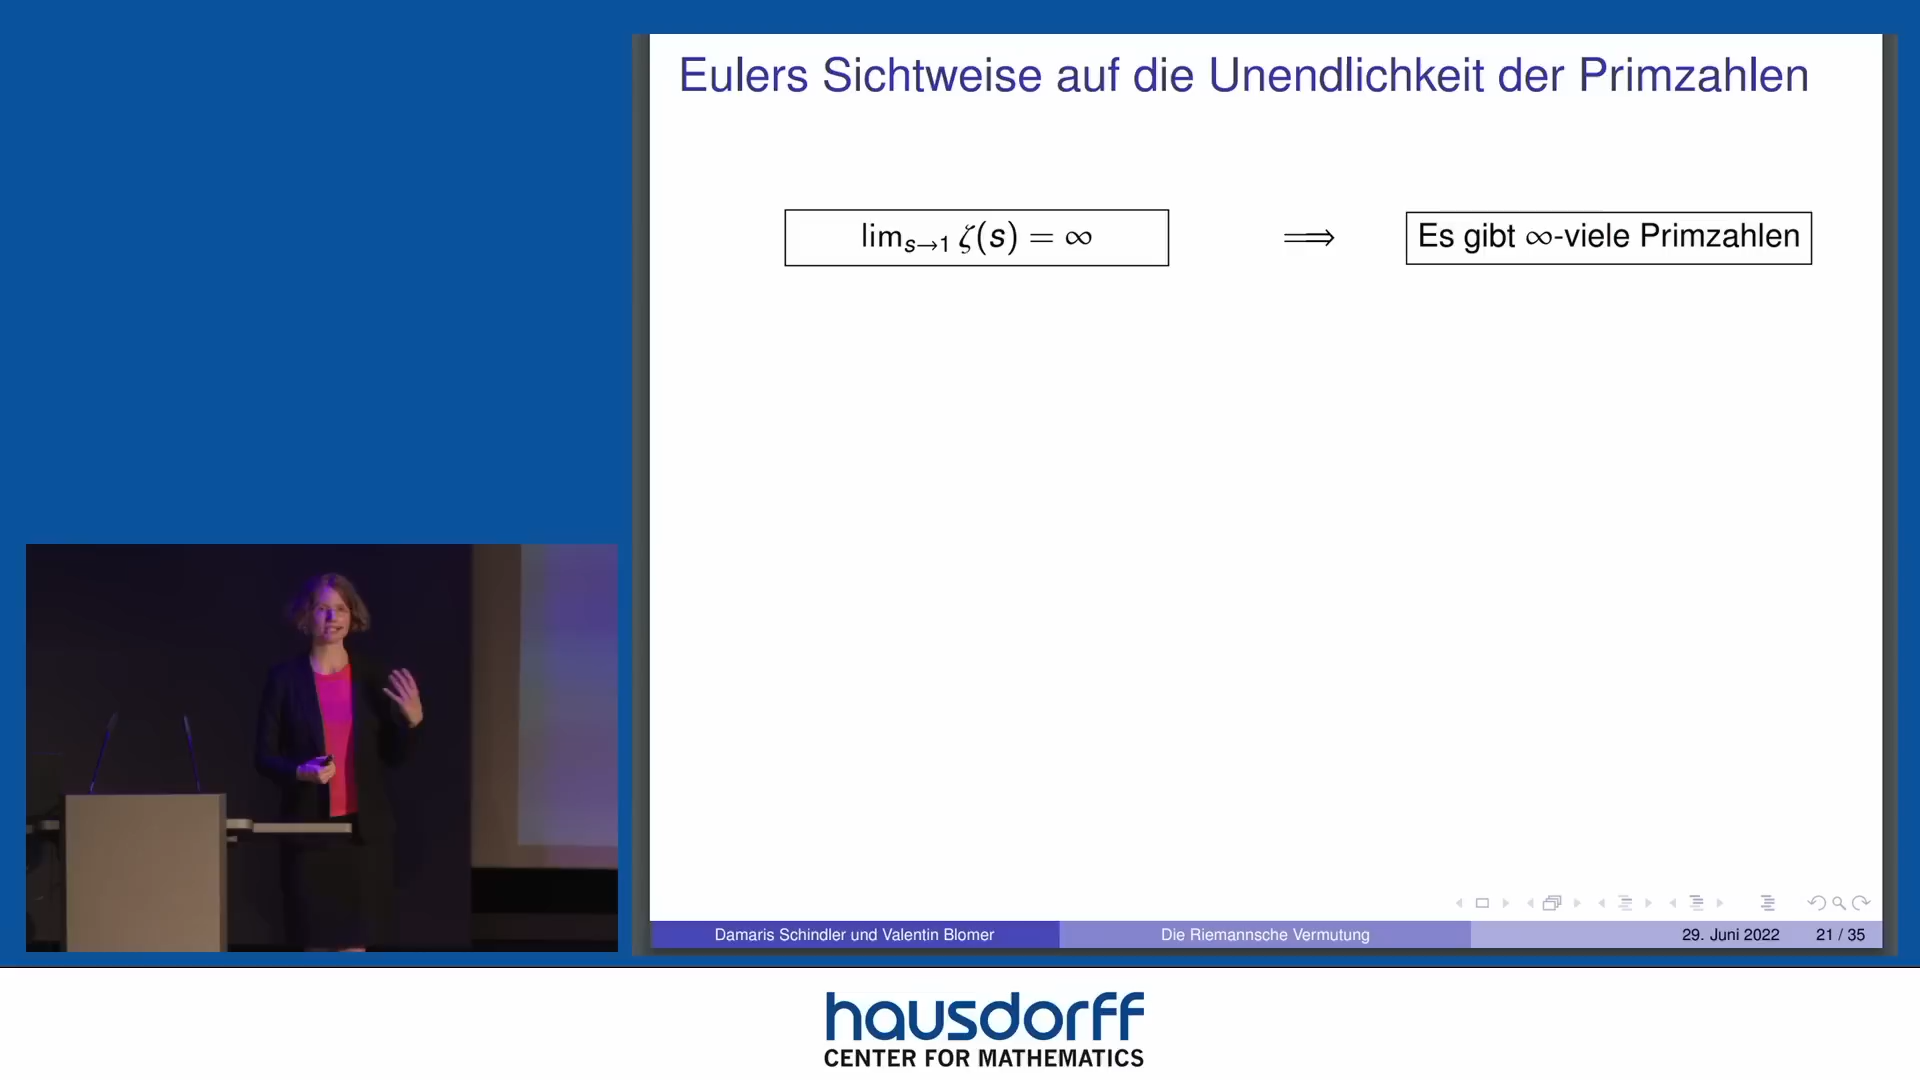 Eulers Sichtweise auf die Unendlichkeit der Primzahlen
lim_{s→1} ζ(s) = ∞ ⟹ Es gibt ∞-viele Primzahlen
Damaris Schindler und Valentin Blomer Die Riemannsche Vermutung 29. Juni 2022 21 / 35
hausdorff
CENTER FOR MATHEMATICS